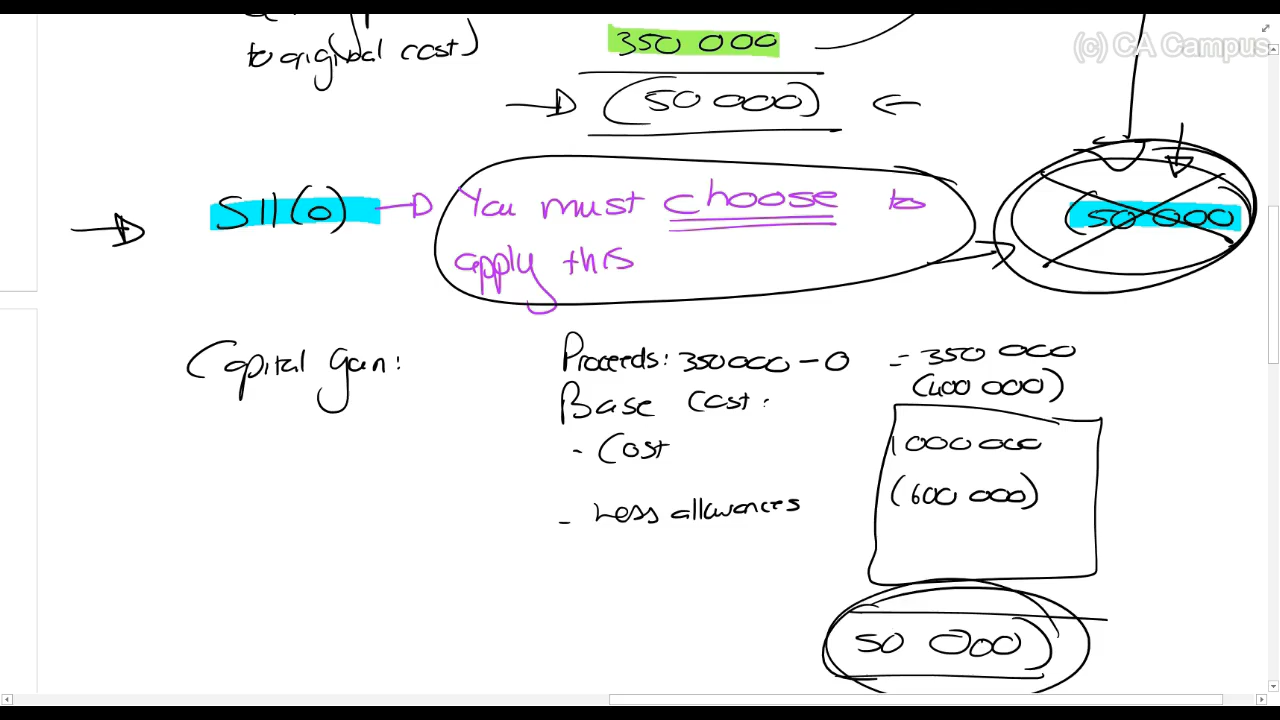 (c) CA Campus
350 000
to original cost)
(50 000)
S11(o) You must choose to
apply this
(50 000
Capital gain:
Proceeds: 350000 - 0 = 350 000
(400 000)
Base cost:
- Cost
1 000 000
- Less allowances
(600 000)
50 000)